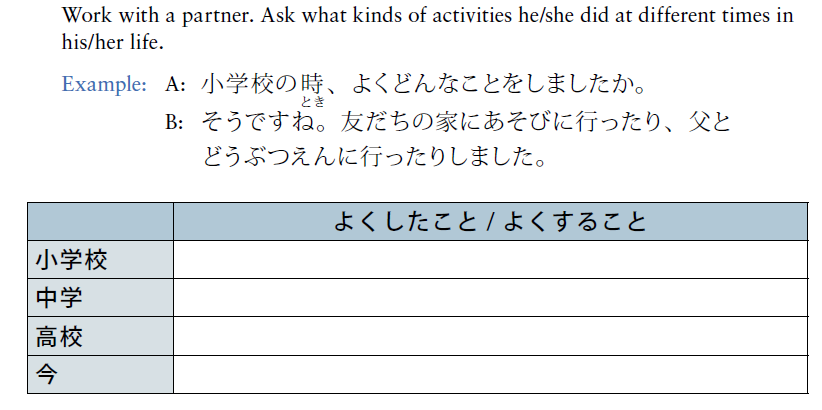 Work with a partner. Ask what kinds of activities he/she did at different times in
his/her life.
Example: A: 小学校の時、よくどんなことをしましたか。
とき
B: そうですね。友だちの家にあそびに行ったり、父と
どうぶつえんに行ったりしました。
よくしたこと / よくすること
小学校
中学
高校
今